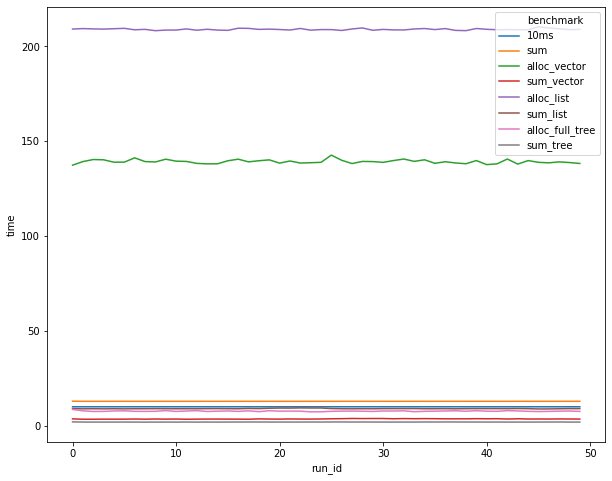 benchmark
10ms
sum
alloc_vector
sum_vector
alloc_list
sum_list
alloc_full_tree
sum_tree
200
150
100
50
0
time
0
10
20
30
40
50
run_id